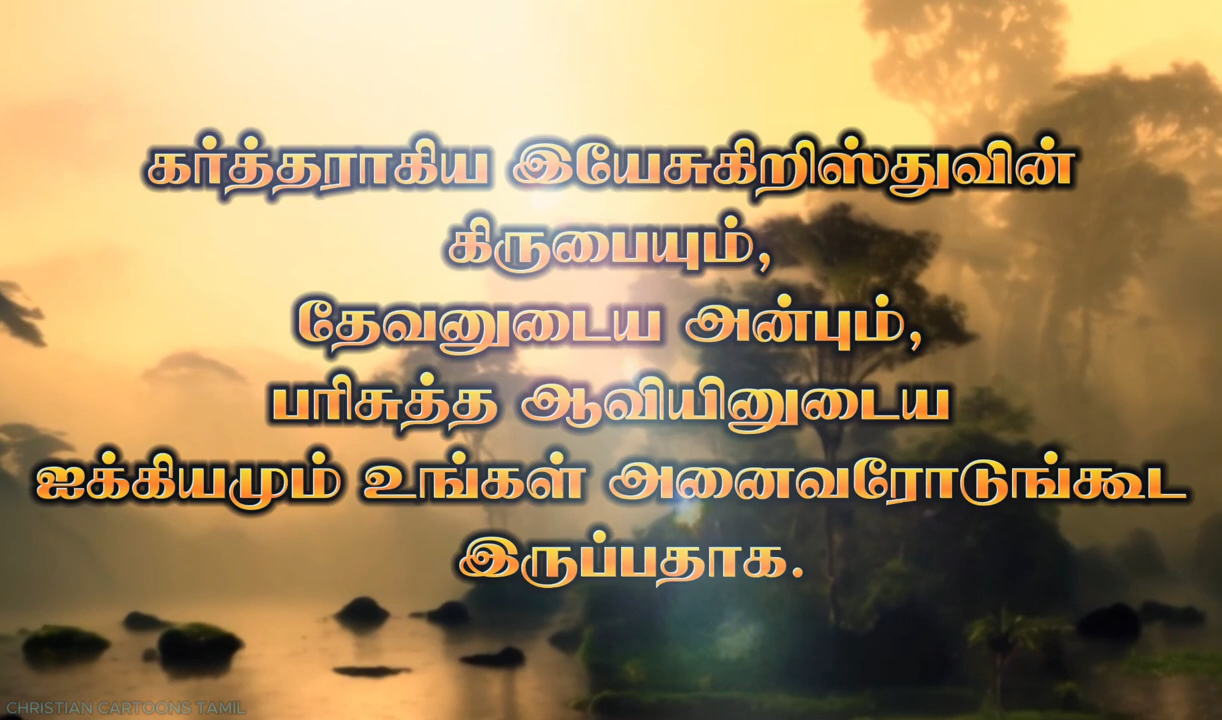 கர்த்தராகிய இயேசுகிறிஸ்துவின்
கிருபையும்,
தேவனுடைய அன்பும்,
பரிசுத்த ஆவியினுடைய
ஐக்கியமும் உங்கள் அனைவரோடுங்கூட
இருப்பதாக.
CHRISTIAN CARTOONS TAMIL